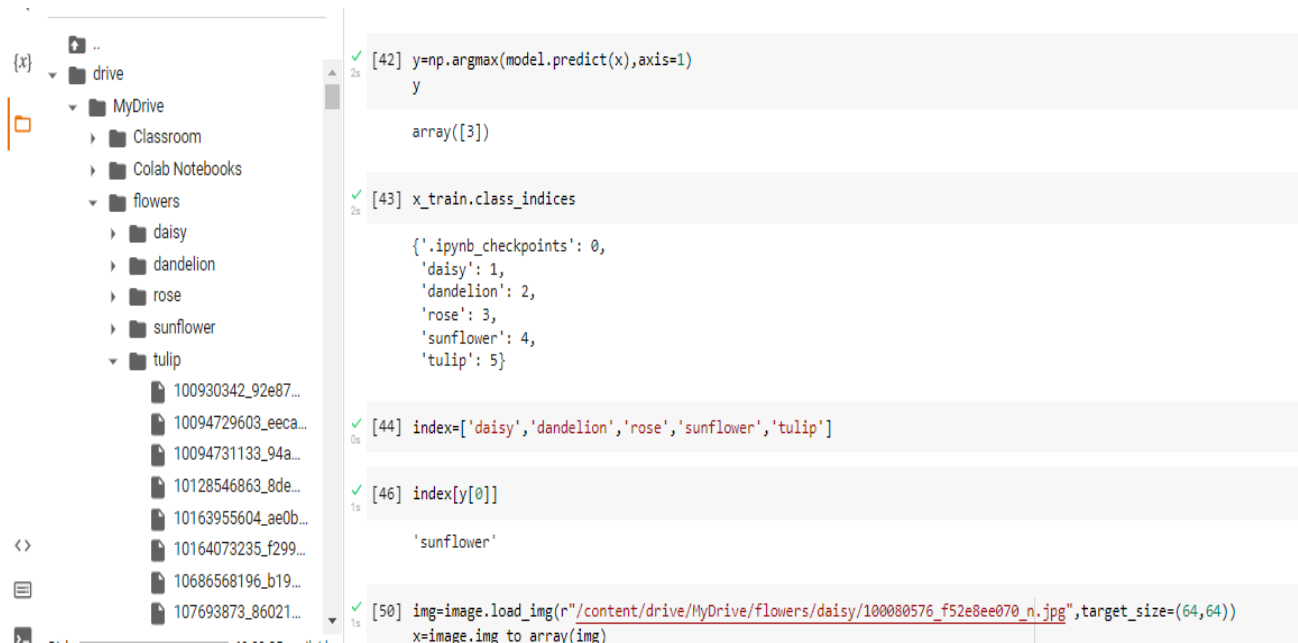 ..
{x}
drive
MyDrive
Classroom
Colab Notebooks
flowers
daisy
dandelion
rose
sunflower
tulip
100930342_92e87...
10094729603_eeca...
10094731133_94a...
10128546863_8de...
10163955604_ae0b...
10164073235_f299...
10686568196_b19...
107693873_86021...
[42] y=np.argmax(model.predict(x),axis=1)
2s
y
array([3])
[43] x_train.class_indices
2s
{'.ipynb_checkpoints': 0,
'daisy': 1,
'dandelion': 2,
'rose': 3,
'sunflower': 4,
'tulip': 5}
[44] index=['daisy','dandelion','rose','sunflower','tulip']
0s
[46] index[y[0]]
1s
'sunflower'
[50] img=image.load_img(r"/content/drive/MyDrive/flowers/daisy/100080576_f52e8ee070_n.jpg",target_size=(64,64))
1s
x=image.img_to_array(img)